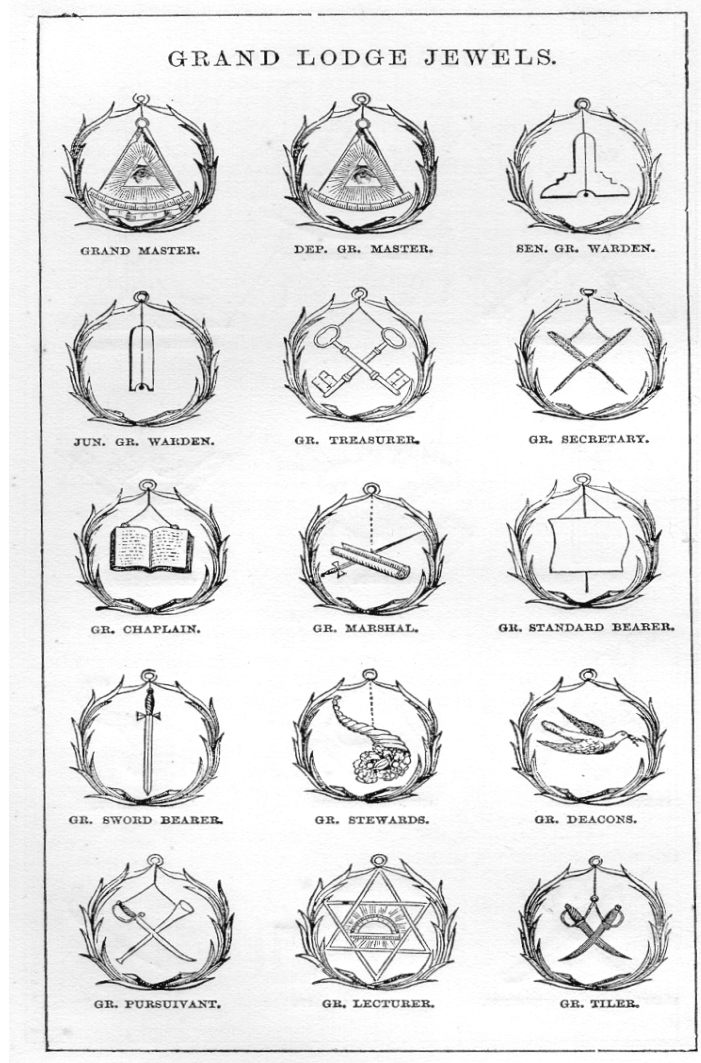 GRAND LODGE JEWELS.
GRAND MASTER.
DEP. GR. MASTER.
SEN. GR. WARDEN.
JUN. GR. WARDEN.
GR. TREASURER.
GR. SECRETARY.
GR. CHAPLAIN.
GR. MARSHAL.
GR. STANDARD BEARER.
GR. SWORD BEARER.
GR. STEWARDS.
GR. DEACONS.
GR. PURSUIVANT.
GR. LECTURER.
GR. TILER.